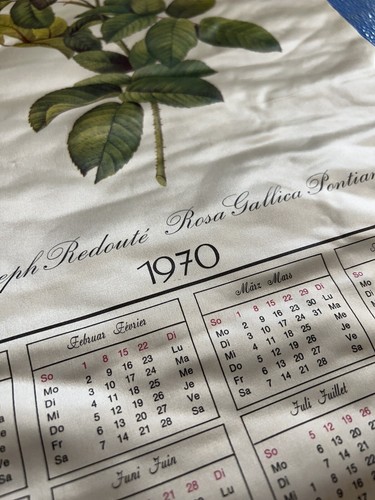 Redouté Rosa Gallica
1970
Februar Février
So 1 8 15 22 Di
Mo 2 9 16 23 Lu
Di 3 10 17 24 Ma
Mi 4 11 18 25 Me
Do 5 12 19 26 Je
Fr 6 13 20 27 Ve
Sa 7 14 21 28 Sa
März Mars
So 1 8 15 22 29 Di
Mo 2 9 16 23 30 Lu
Di 3 10 17 24 31 Ma
Mi 4 11 18 25 Me
Do 5 12 19 26 Je
Fr 6 13 20 27 Ve
Sa 7 14 21 28 Sa
Juni Juin
21 28 Di
Juli Juillet
So 5 12 19 26
Mo 6 13 20 27
Di 7 14 21